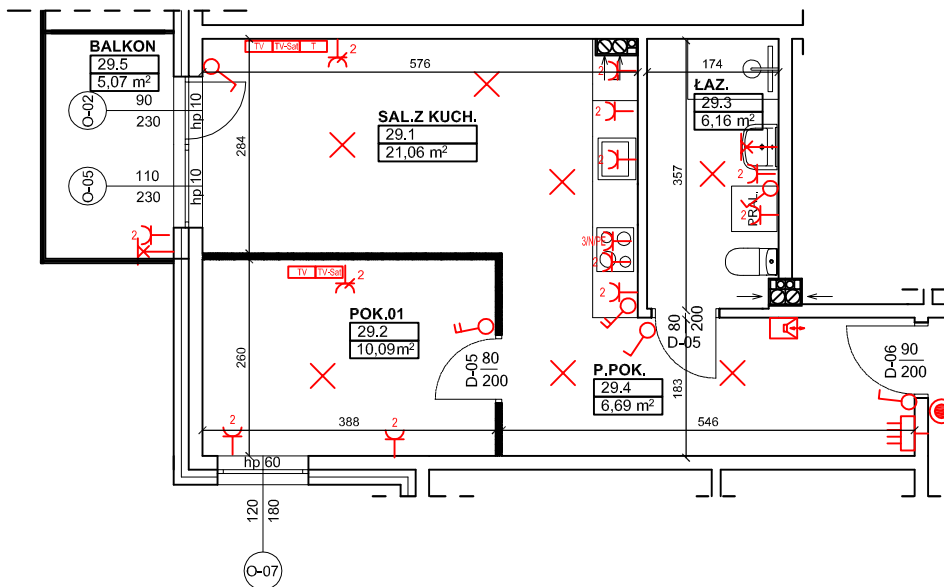 BALKON
29.5
5,07 m²
O-02
90
230
hp 10
O-05
110
230
hp 10
2
TV
TV-Sat
T
2
576
284
SAL.Z KUCH.
29.1
21,06 m²
2
2
2
3/N/PE
2
2
174
ŁAZ.
29.3
6,16 m²
357
2
PRAL.
2
TV
TV-Sat
2
POK.01
29.2
10,09m²
260
388
2
2
D-05
80
200
D-05
80
200
P.POK.
29.4
6,69 m²
183
546
D-06
90
200
hp 60
120
180
O-07